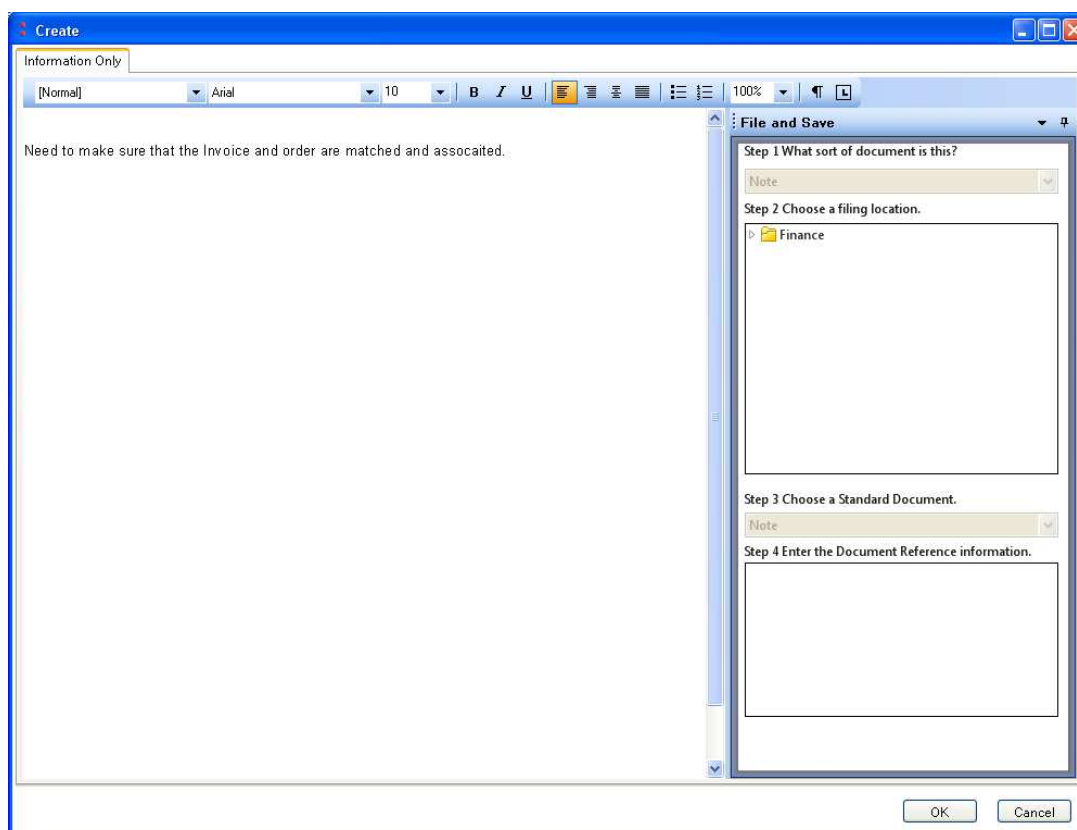 Create
Information Only
[Normal] Arial 10 B I U 100% ¶ L
File and Save
Need to make sure that the Invoice and order are matched and assocaited.
Step 1 What sort of document is this?
Note
Step 2 Choose a filing location.
Finance
Step 3 Choose a Standard Document.
Note
Step 4 Enter the Document Reference information.
OK Cancel